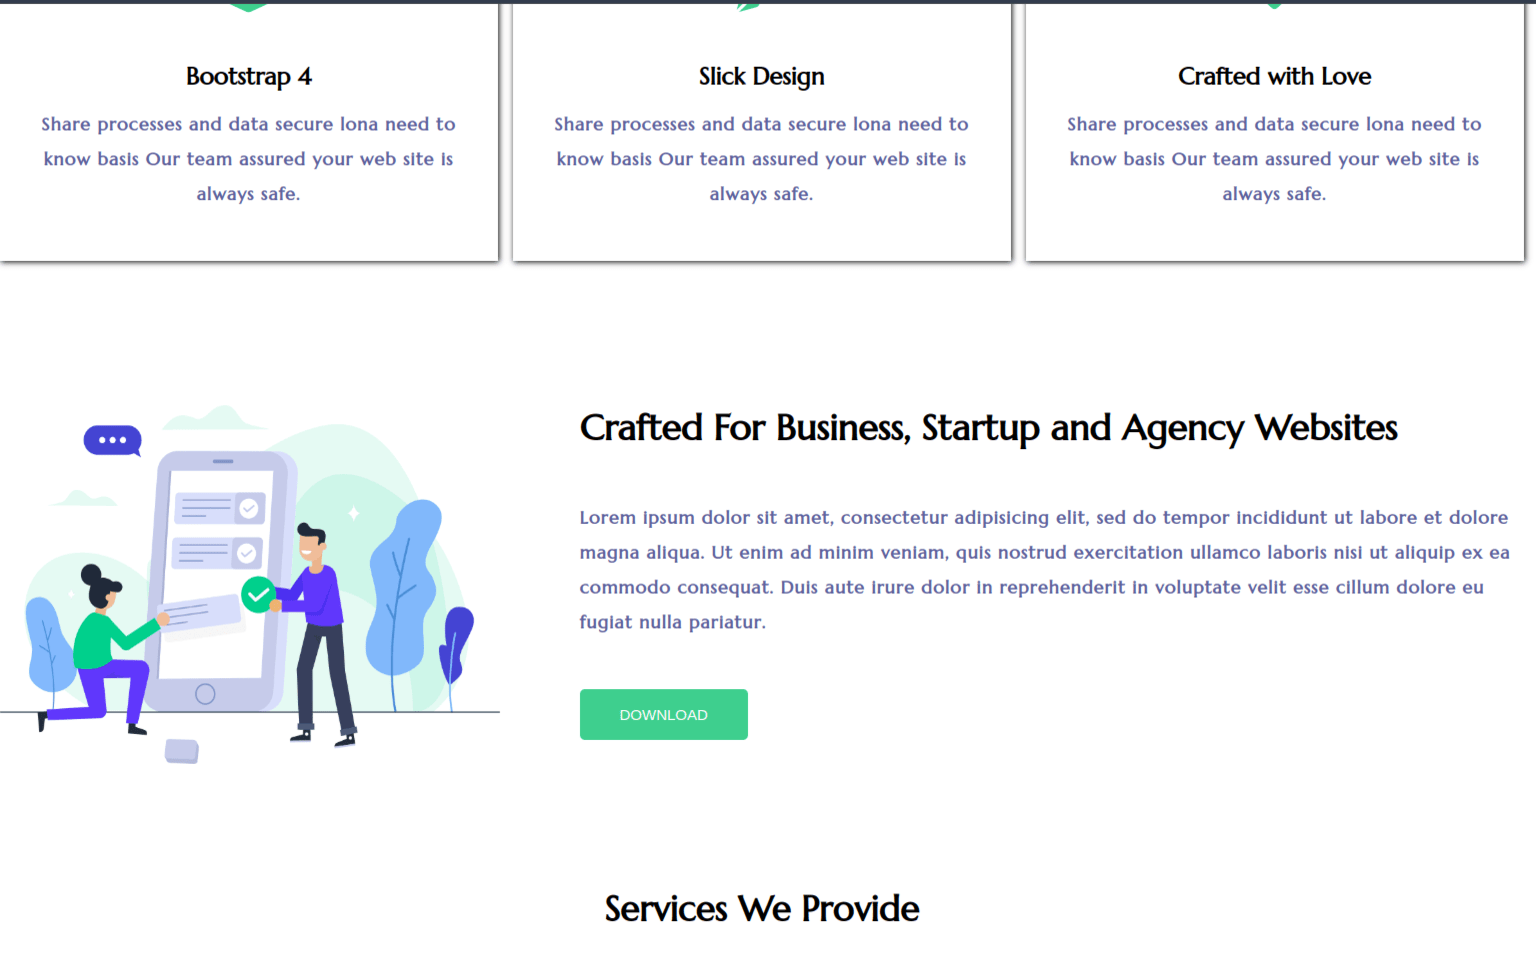 Bootstrap 4
Share processes and data secure lona need to
know basis Our team assured your web site is
always safe.
Slick Design
Share processes and data secure lona need to
know basis Our team assured your web site is
always safe.
Crafted with Love
Share processes and data secure lona need to
know basis Our team assured your web site is
always safe.
Crafted For Business, Startup and Agency Websites
Lorem ipsum dolor sit amet, consectetur adipisicing elit, sed do tempor incididunt ut labore et dolore
magna aliqua. Ut enim ad minim veniam, quis nostrud exercitation ullamco laboris nisi ut aliquip ex ea
commodo consequat. Duis aute irure dolor in reprehenderit in voluptate velit esse cillum dolore eu
fugiat nulla pariatur.
DOWNLOAD
Services We Provide